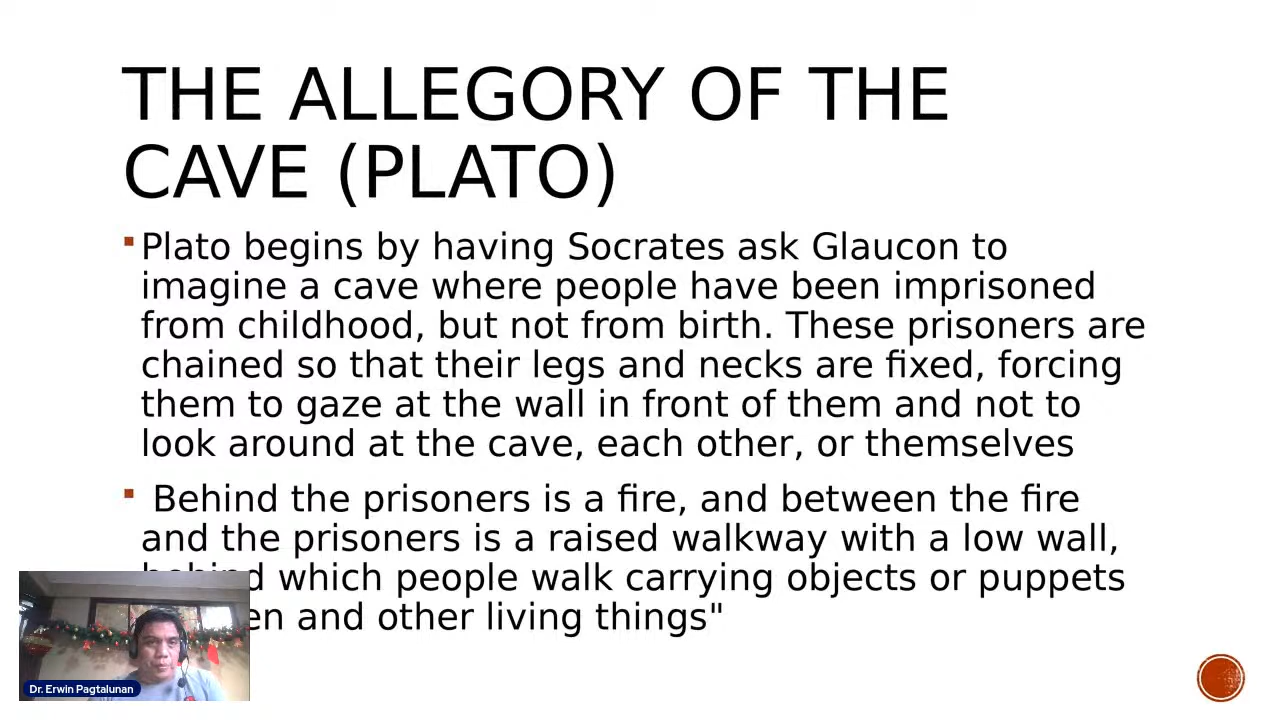 THE ALLEGORY OF THE
CAVE (PLATO)
Plato begins by having Socrates ask Glaucon to
imagine a cave where people have been imprisoned
from childhood, but not from birth. These prisoners are
chained so that their legs and necks are fixed, forcing
them to gaze at the wall in front of them and not to
look around at the cave, each other, or themselves
Behind the prisoners is a fire, and between the fire
and the prisoners is a raised walkway with a low wall,
which people walk carrying objects or puppets
and other living things"
Dr. Erwin Pagtalunan